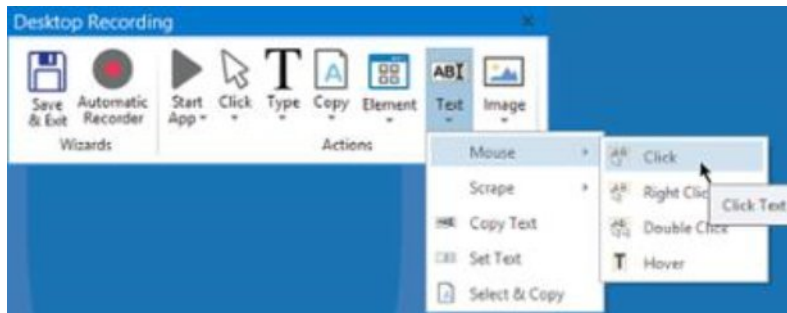 Desktop Recording
ABI
Save & Exit
Automatic Recorder
Start App
Click
Type
Copy
Element
Text
Image
Wizards
Actions
Mouse
Click
Scrape
Right Clic
Click Text
Copy Text
Double Click
Set Text
Hover
Select & Copy